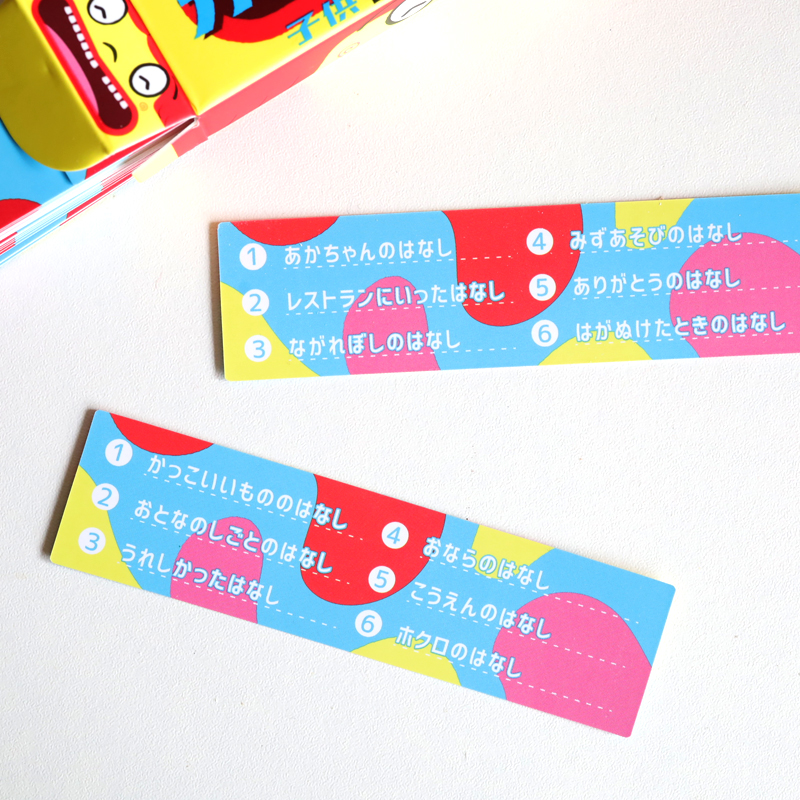 子供
1 あかちゃんのはなし
2 レストランにいったはなし
3 ながれぼしのはなし
4 みずあそびのはなし
5 ありがとうのはなし
6 はがぬけたときのはなし
1 かっこいいもののはなし
2 おとなのしごとのはなし
3 うれしかったはなし
4 おならのはなし
5 こうえんのはなし
6 ホクロのはなし